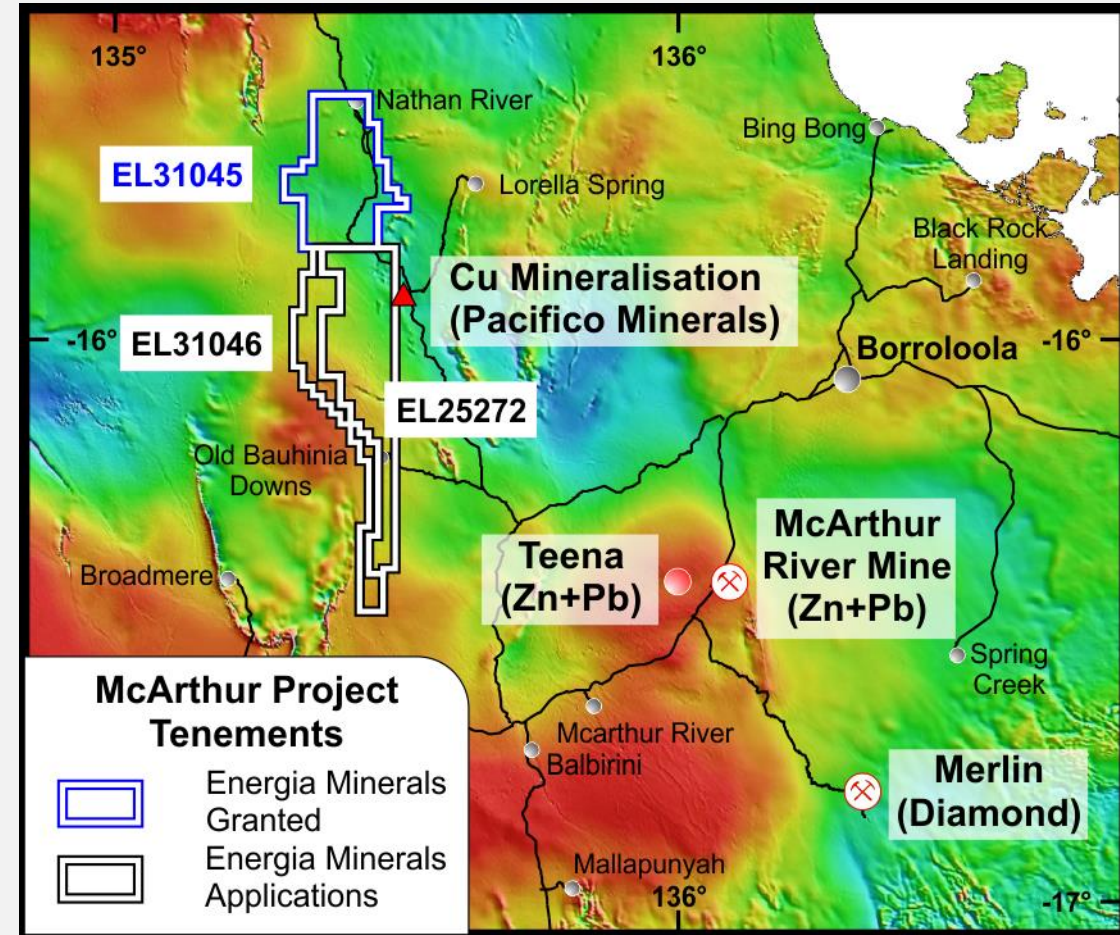 135°
136°
Nathan River
Bing Bong
EL31045
Lorella Spring
Black Rock
Landing
Cu Mineralisation
(Pacifico Minerals)
-16°
EL31046
Borroloola
-16°
EL25272
Old Bauhinia
Downs
McArthur
River Mine
(Zn+Pb)
Teena
(Zn+Pb)
Broadmere
Spring
Creek
McArthur Project
Tenements
Mcarthur River
Balbirini
Energia Minerals
Granted
Merlin
(Diamond)
Energia Minerals
Applications
Mallapunyah
136°
-17°